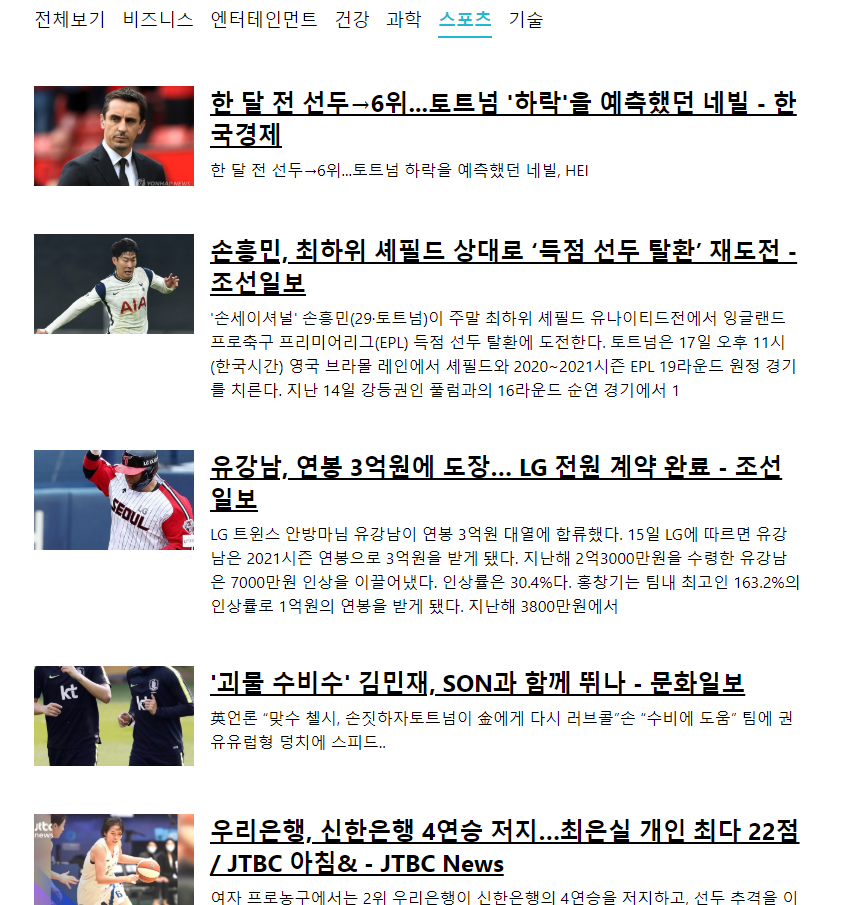 전체보기 비즈니스 엔터테인먼트 건강 과학 스포츠 기술
한 달 전 선두→6위...토트넘 '하락'을 예측했던 네빌 - 한
국경제
한 달 전 선두→6위...토트넘 하락을 예측했던 네빌, HEI
YONHAP NEWS
손흥민, 최하위 셰필드 상대로 ‘득점 선두 탈환’ 재도전 -
조선일보
'손세이셔널' 손흥민(29·토트넘)이 주말 최하위 셰필드 유나이티드전에서 잉글랜드
프로축구 프리미어리그(EPL) 득점 선두 탈환에 도전한다. 토트넘은 17일 오후 11시
(한국시간) 영국 브라몰 레인에서 셰필드와 2020~2021시즌 EPL 19라운드 원정 경기
를 치른다. 지난 14일 강등권인 풀럼과의 16라운드 순연 경기에서 1
AIA
유강남, 연봉 3억원에 도장... LG 전원 계약 완료 - 조선
일보
LG 트윈스 안방마님 유강남이 연봉 3억원 대열에 합류했다. 15일 LG에 따르면 유강
남은 2021시즌 연봉으로 3억원을 받게 됐다. 지난해 2억3000만원을 수령한 유강남
은 7000만원 인상을 이끌어냈다. 인상률은 30.4%다. 홍창기는 팀내 최고인 163.2%의
인상률로 1억원의 연봉을 받게 됐다. 지난해 3800만원에서
SEOUL
'괴물 수비수' 김민재, SON과 함께 뛰나 - 문화일보
英언론 “맞수 첼시, 손짓하자토트넘이 金에게 다시 러브콜”손 “수비에 도움” 팀에 권
유유럽형 덩치에 스피드..
kt
kt
우리은행, 신한은행 4연승 저지…최은실 개인 최다 22점
/ JTBC 아침& - JTBC News
여자 프로농구에서는 2위 우리은행이 신한은행의 4연승을 저지하고, 선두 추격을 이
news
6